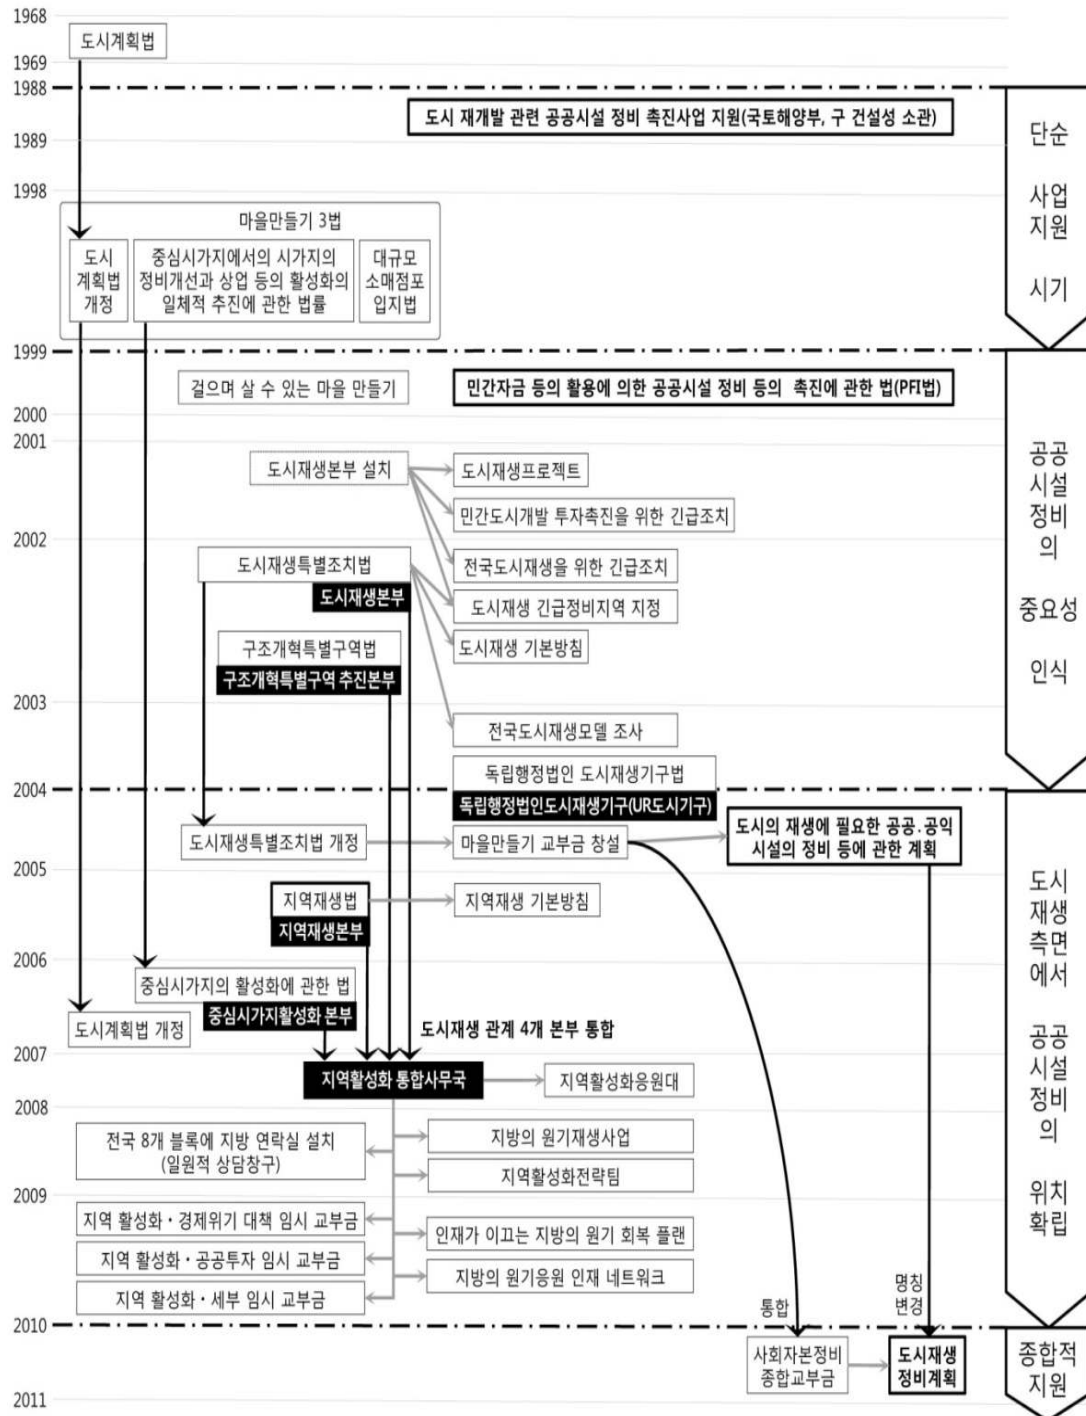 1968
도시계획법
1969
1988
도시 재개발 관련 공공시설 정비 촉진사업 지원(국토해양부, 구 건설성 소관)
1989
1998
단순
사업
지원
시기
마을만들기 3법
도시
계획법
개정
중심시가지에서의 시가지의
정비개선과 상업 등의 활성화의
일체적 추진에 관한 법률
대규모
소매점포
입지법
1999
걸으며 살 수 있는 마을 만들기
민간자금 등의 활용에 의한 공공시설 정비 등의 촉진에 관한 법(PFI법)
2000
2001
공공
시설
정비
의
중요성
인식
도시재생본부 설치
도시재생프로젝트
민간도시개발 투자촉진을 위한 긴급조치
2002
전국도시재생을 위한 긴급조치
도시재생특별조치법
도시재생본부
도시재생 긴급정비지역 지정
도시재생 기본방침
구조개혁특별구역법
구조개혁특별구역 추진본부
2003
전국도시재생모델 조사
독립행정법인 도시재생기구법
독립행정법인도시재생기구(UR도시기구)
2004
도시재생특별조치법 개정
마을만들기 교부금 창설
도시의 재생에 필요한 공공·공익
시설의 정비 등에 관한 계획
2005
도시
재생
측면
에서
공공
시설
정비
의
위치
확립
지역재생법
지역재생본부
지역재생 기본방침
2006
중심시가지의 활성화에 관한 법
중심시가지활성화 본부
도시계획법 개정
도시재생 관계 4개 본부 통합
2007
지역활성화 통합사무국
지역활성화응원대
2008
전국 8개 블록에 지방 연락실 설치
(일원적 상담창구)
지방의 원기재생사업
지역활성화전략팀
2009
지역 활성화·경제위기 대책 임시 교부금
인재가 이끄는 지방의 원기 회복 플랜
지역 활성화·공공투자 임시 교부금
지방의 원기응원 인재 네트워크
지역 활성화·세부 임시 교부금
통합
명칭
변경
2010
사회자본정비
종합교부금
도시재생
정비계획
종합적
지원
2011